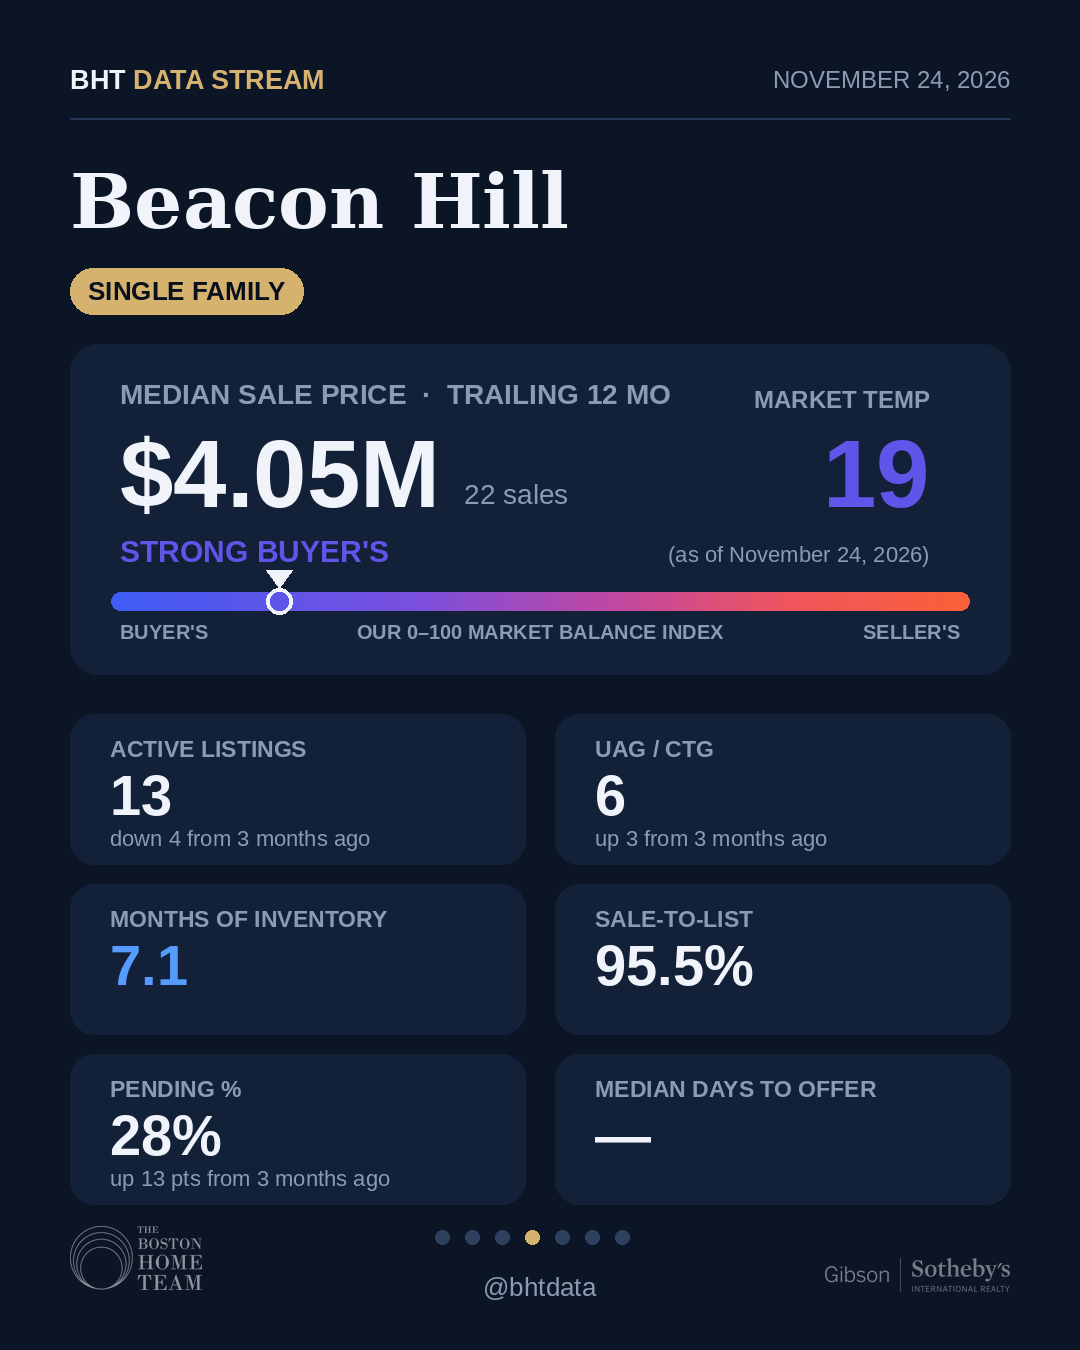 BHT DATA STREAM
NOVEMBER 24, 2026
Beacon Hill
SINGLE FAMILY
MEDIAN SALE PRICE · TRAILING 12 MO
MARKET TEMP
$4.05M 22 sales
19
STRONG BUYER'S
(as of November 24, 2026)
BUYER'S
OUR 0–100 MARKET BALANCE INDEX
SELLER'S
ACTIVE LISTINGS
13
down 4 from 3 months ago
UAG / CTG
6
up 3 from 3 months ago
MONTHS OF INVENTORY
7.1
SALE-TO-LIST
95.5%
PENDING %
28%
up 13 pts from 3 months ago
MEDIAN DAYS TO OFFER
—
THE
BOSTON
HOME
TEAM
@bhtdata
Gibson
Sotheby's
INTERNATIONAL REALTY